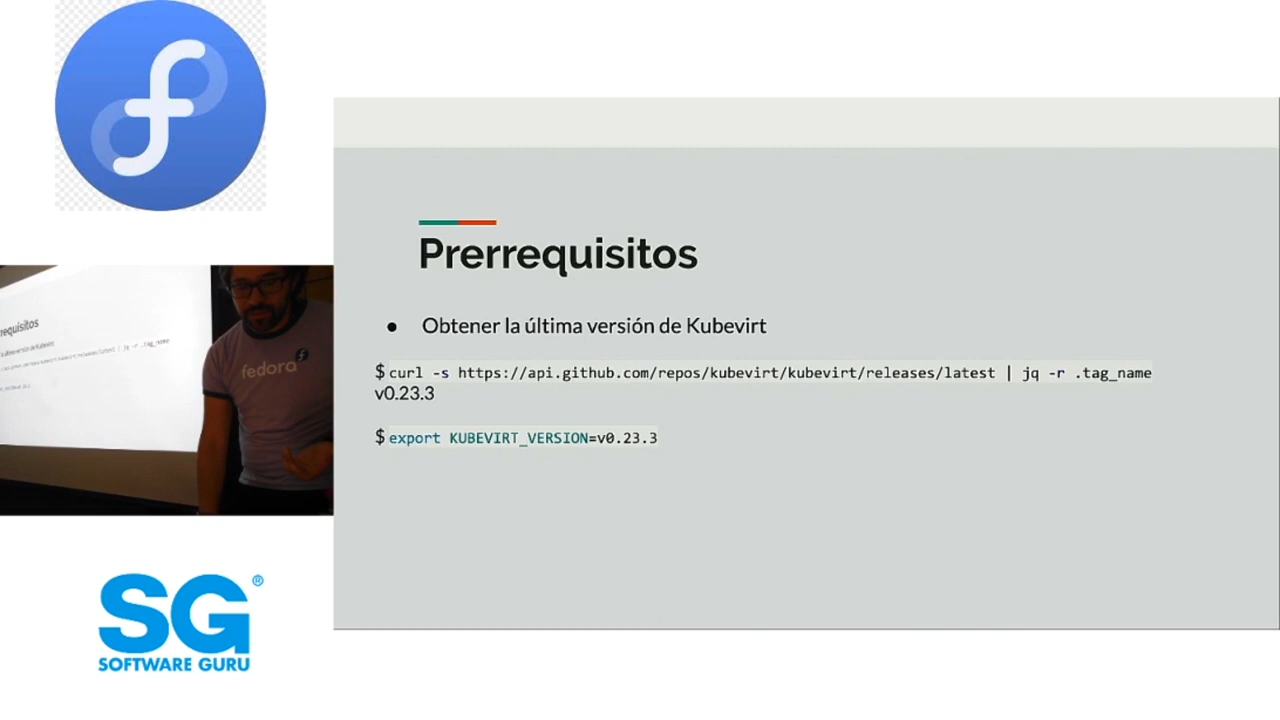 Prerrequisitos
● Obtener la última versión de Kubevirt
$ curl -s https://api.github.com/repos/kubevirt/kubevirt/releases/latest | jq -r .tag_name
v0.23.3
$ export KUBEVIRT_VERSION=v0.23.3
requisitos
fedora
SG®
SOFTWARE GURU